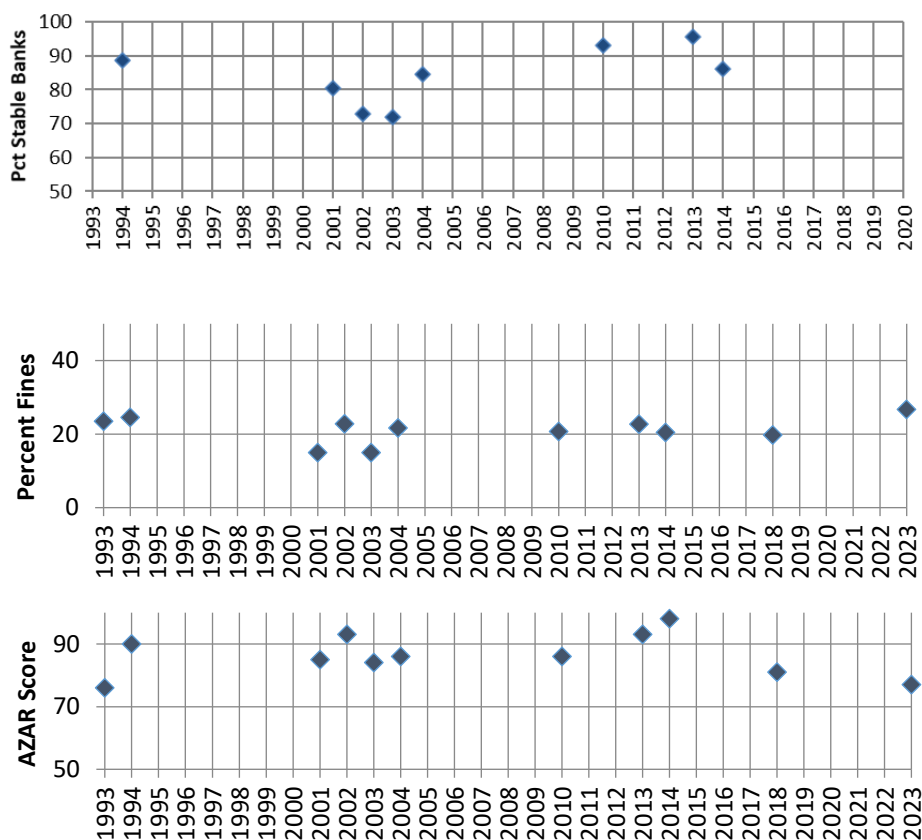 Pct Stable Banks
100
90
80
70
60
50
1993 1994 1995 1996 1997 1998 1999 2000 2001 2002 2003 2004 2005 2006 2007 2008 2009 2010 2011 2012 2013 2014 2015 2016 2017 2018 2019 2020
Percent Fines
40
20
0
1993 1994 1995 1996 1997 1998 1999 2000 2001 2002 2003 2004 2005 2006 2007 2008 2009 2010 2011 2012 2013 2014 2015 2016 2017 2018 2019 2020 2021 2022 2023
AZAR Score
90
70
50
1993 1994 1995 1996 1997 1998 1999 2000 2001 2002 2003 2004 2005 2006 2007 2008 2009 2010 2011 2012 2013 2014 2015 2016 2017 2018 2019 2020 2021 2022 2023